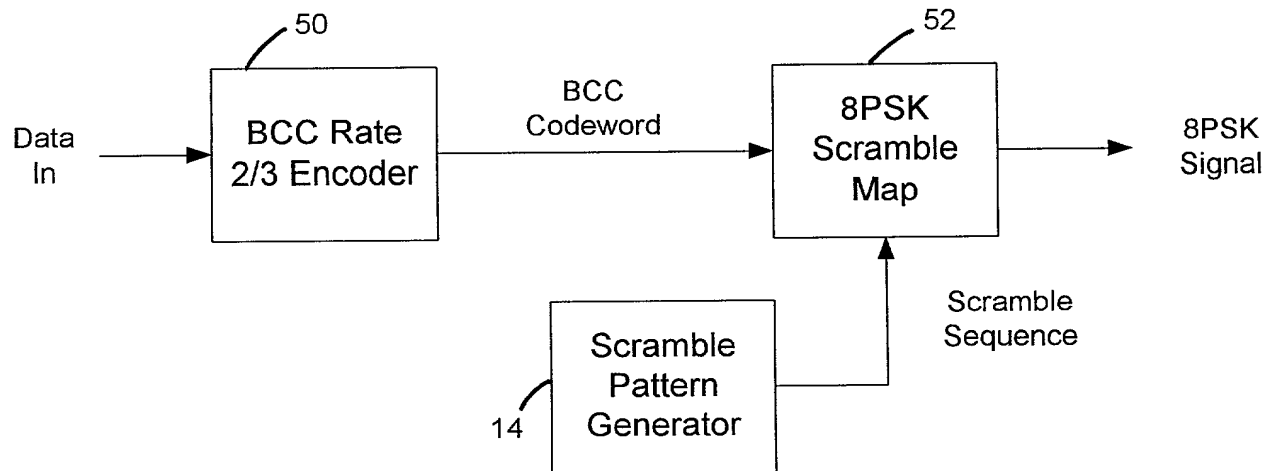 50
52
Data
In
BCC Rate
2/3 Encoder
BCC
Codeword
8PSK
Scramble
Map
8PSK
Signal
Scramble
Pattern
Generator
14
Scramble
Sequence